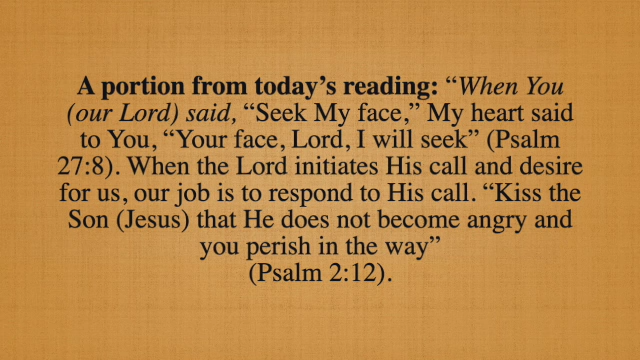 A portion from today’s reading: “When You
(our Lord) said, “Seek My face,” My heart said
to You, “Your face, Lord, I will seek” (Psalm
27:8). When the Lord initiates His call and desire
for us, our job is to respond to His call. “Kiss the
Son (Jesus) that He does not become angry and
you perish in the way”
(Psalm 2:12).